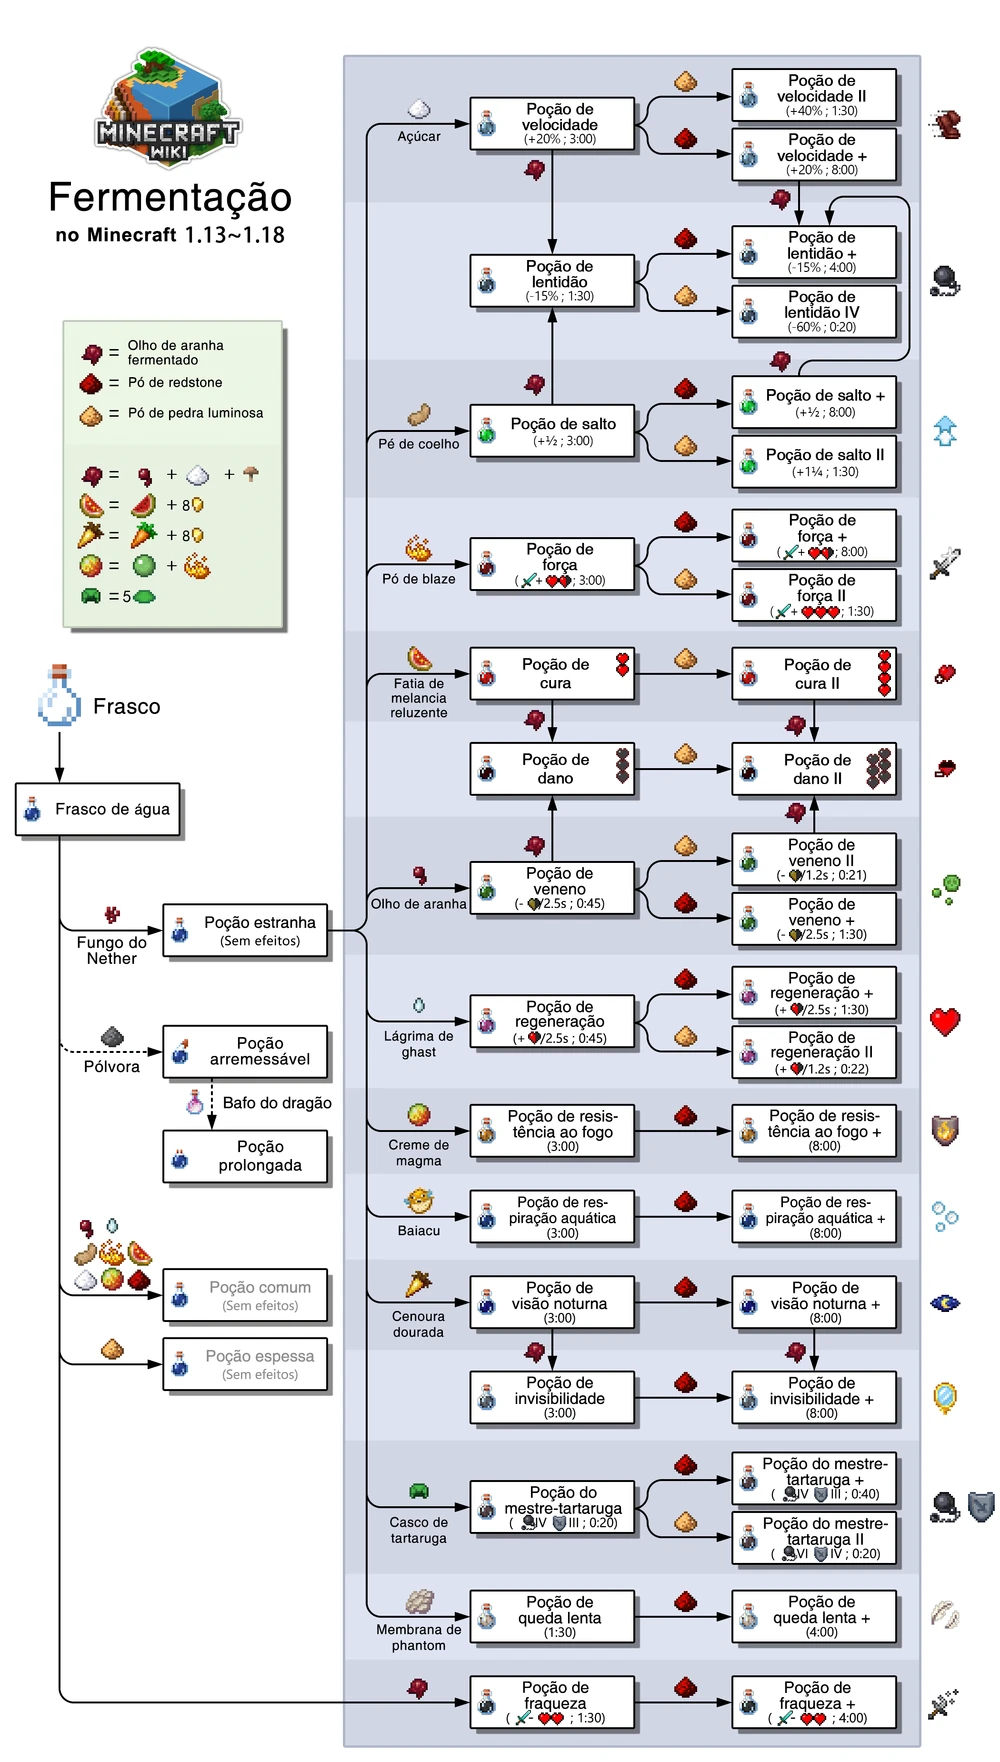 MINECRAFT
WIKI
Fermentação
no Minecraft 1.13~1.18
= Olho de aranha
fermentado
= Pó de redstone
= Pó de pedra luminosa
= + +
= + 8
= + 8
= +
= 5
Frasco
Frasco de água
Fungo do
Nether
Poção estranha
(Sem efeitos)
Pólvora
Poção
arremessável
Bafo do dragão
Poção
prolongada
Poção comum
(Sem efeitos)
Poção espessa
(Sem efeitos)
Açúcar
Poção de
velocidade
(+20% ; 3:00)
Poção de
velocidade II
(+40% ; 1:30)
Poção de
velocidade +
(+20% ; 8:00)
Poção de
lentidão
(-15% ; 1:30)
Poção de
lentidão +
(-15% ; 4:00)
Poção de
lentidão IV
(-60% ; 0:20)
Pé de coelho
Poção de salto
(+½ ; 3:00)
Poção de salto +
(+½ ; 8:00)
Poção de salto II
(+1¼ ; 1:30)
Pó de blaze
Poção de
força
( + ; 3:00)
Poção de
força +
( + ; 8:00)
Poção de
força II
( + ; 1:30)
Fatia de
melancia
reluzente
Poção de
cura
Poção de
cura II
Poção de
dano
Poção de
dano II
Olho de aranha
Poção de
veneno
(- /2.5s ; 0:45)
Poção de
veneno II
(- /1.2s ; 0:21)
Poção de
veneno +
(- /2.5s ; 1:30)
Lágrima de
ghast
Poção de
regeneração
(+ /2.5s ; 0:45)
Poção de
regeneração +
(+ /2.5s ; 1:30)
Poção de
regeneração II
(+ /1.2s ; 0:22)
Creme de
magma
Poção de resis-
tência ao fogo
(3:00)
Poção de resis-
tência ao fogo +
(8:00)
Baiacu
Poção de res-
piração aquática
(3:00)
Poção de res-
piração aquática +
(8:00)
Cenoura
dourada
Poção de
visão noturna
(3:00)
Poção de
visão noturna +
(8:00)
Poção de
invisibilidade
(3:00)
Poção de
invisibilidade +
(8:00)
Casco de
tartaruga
Poção do
mestre-tartaruga
( IV III ; 0:20)
Poção do mestre-
tartaruga +
( IV III ; 0:40)
Poção do mestre-
tartaruga II
( VI IV ; 0:20)
Membrana de
phantom
Poção de
queda lenta
(1:30)
Poção de
queda lenta +
(4:00)
Poção de
fraqueza
( - ; 1:30)
Poção de
fraqueza +
( - ; 4:00)